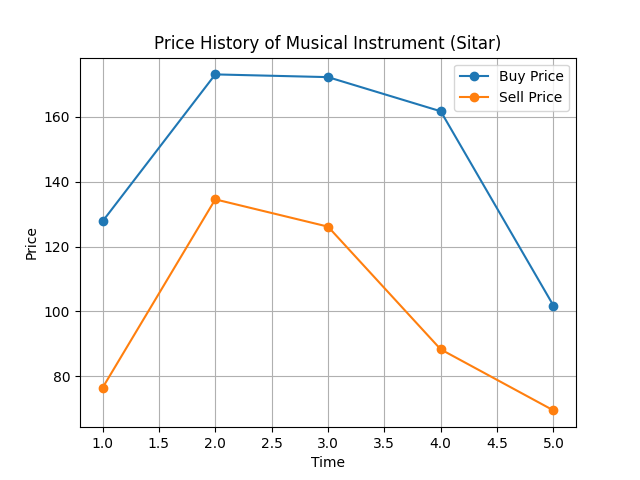 Price History of Musical Instrument (Sitar)
Buy Price
Sell Price
160
140
120
100
80
Price
1.0 1.5 2.0 2.5 3.0 3.5 4.0 4.5 5.0
Time